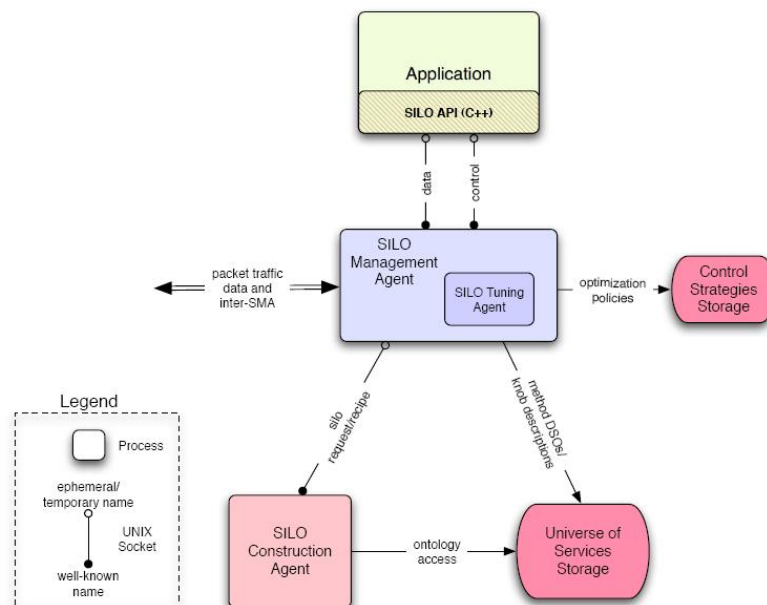 Application
SILO API (C++)
data
control
SILO
Management
Agent
SILO Tuning
Agent
packet traffic
data and
inter-SMA
optimization
policies
Control
Strategies
Storage
silo
request/recipe
method DSOs/
knob descriptions
Legend
Process
ephemeral/
temporary name
UNIX
Socket
well-known
name
SILO
Construction
Agent
ontology
access
Universe of
Services
Storage